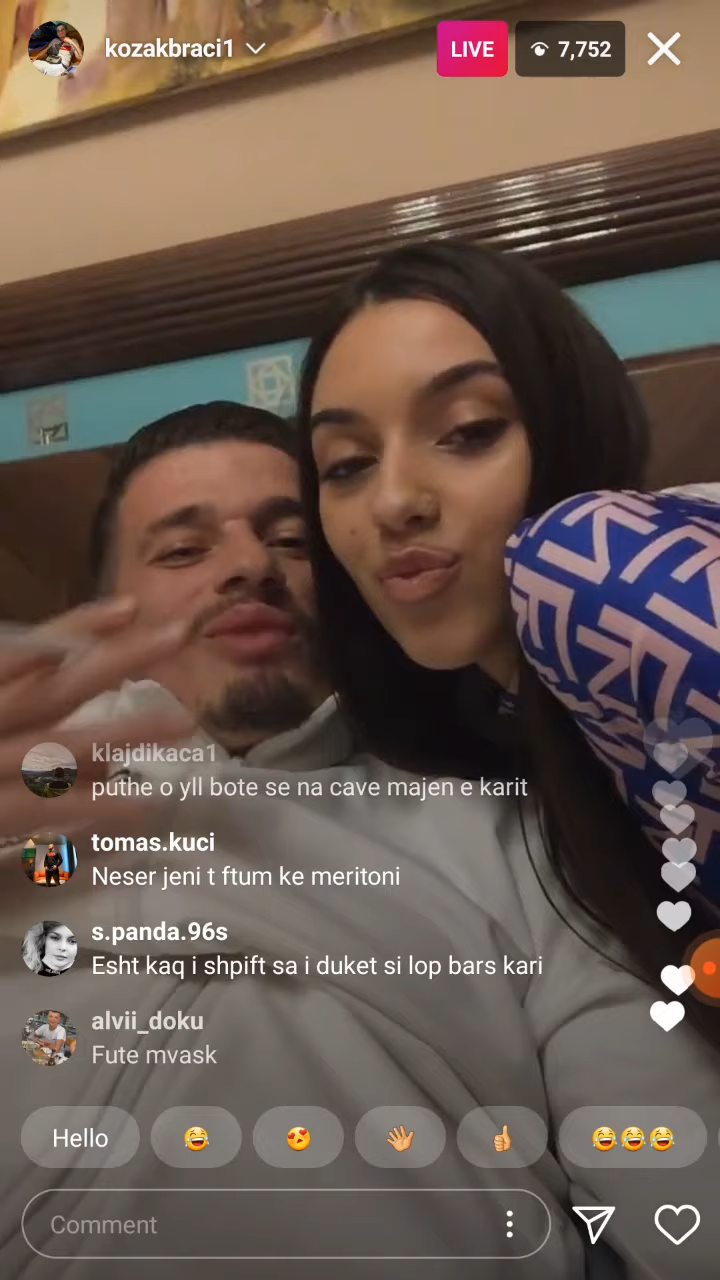 kozakbraci1
LIVE
7,752
klajdikaca1
puthe o yll bote se na cave majen e karit
tomas.kuci
Neser jeni t ftum ke meritoni
s.panda.96s
Esht kaq i shpift sa i duket si lop bars kari
alvii_doku
Fute mvask
Hello
Comment